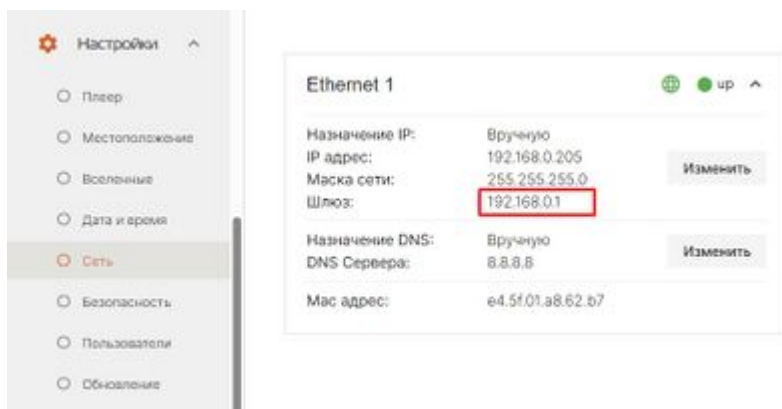 Настройки
Плеер
Местоположение
Вселенные
Дата и время
Сеть
Безопасность
Пользователи
Обновление
Ethernet 1
up
Назначение IP: Вручную
IP адрес: 192.168.0.205
Маска сети: 255.255.255.0
Шлюз: 192.168.0.1
Изменить
Назначение DNS: Вручную
DNS Сервера: 8.8.8.8
Изменить
Мас адрес: e4.5f.01.a8.62.b7